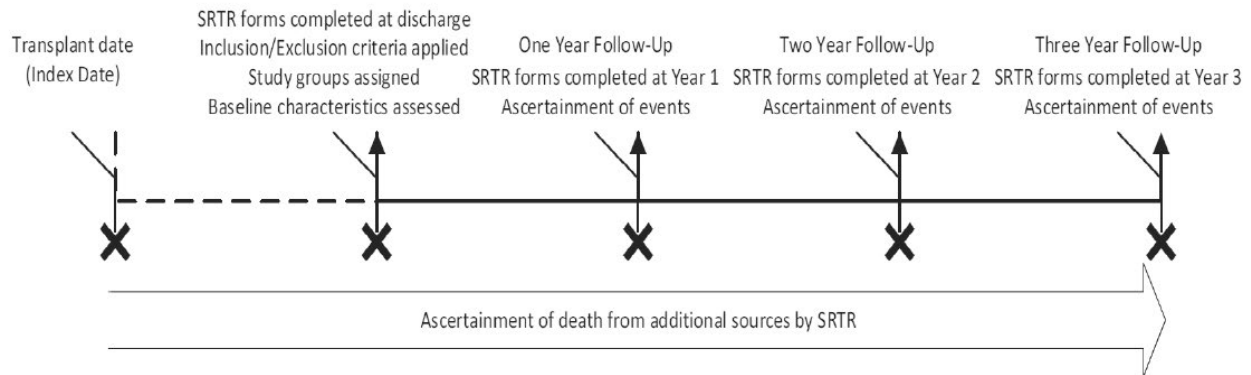 Transplant date
(Index Date)
SRTR forms completed at discharge
Inclusion/Exclusion criteria applied
Study groups assigned
Baseline characteristics assessed
One Year Follow-Up
SRTR forms completed at Year 1
Ascertainment of events
Two Year Follow-Up
SRTR forms completed at Year 2
Ascertainment of events
Three Year Follow-Up
SRTR forms completed at Year 3
Ascertainment of events
Ascertainment of death from additional sources by SRTR